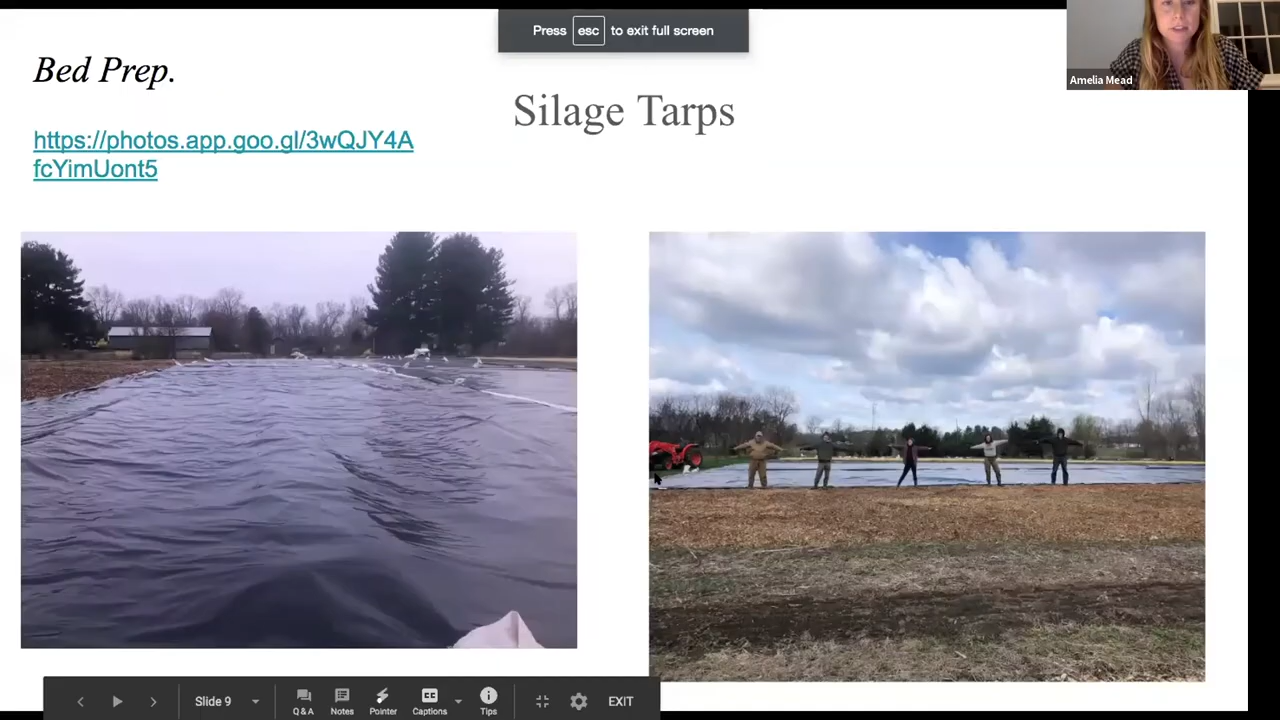 Press esc to exit full screen
Amelia Mead
Bed Prep.
Silage Tarps
https://photos.app.goo.gl/3wQJY4A
fcYimUont5
Slide 9
Q & A
Notes
Pointer
Captions
Tips
EXIT